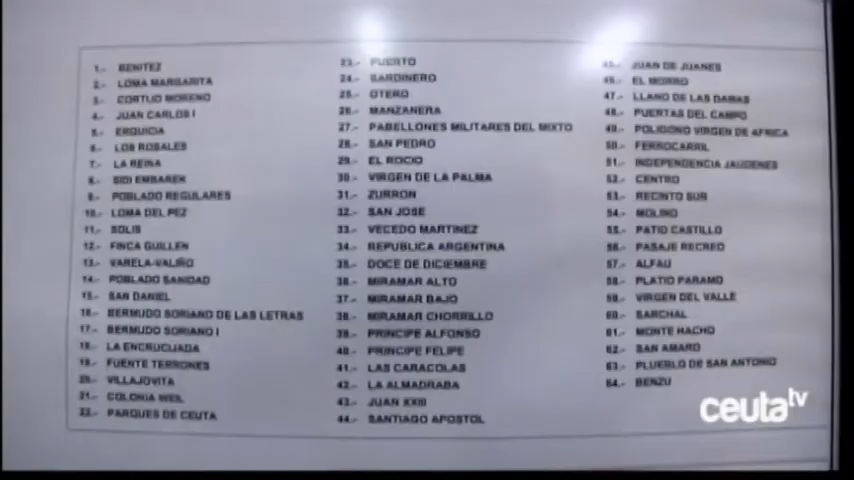 1.- BENITEZ
2.- LOMA MARGARITA
3.- CORTIJO MORENO
4.- JUAN CARLOS I
5.- ERQUICIA
6.- LOS ROSALES
7.- LA REINA
8.- SIDI EMBAREK
9.- POBLADO REGULARES
10.- LOMA DEL PEZ
11.- SOLIS
12.- FINCA GUILLEN
13.- VARELA-VALIÑO
14.- POBLADO SANIDAD
15.- SAN DANIEL
16.- BERMUDO SORIANO DE LAS LETRAS
17.- BERMUDO SORIANO I
18.- LA ENCRUCIJADA
19.- FUENTE TERRONES
20.- VILLAJOVITA
21.- COLONIA WEIL
22.- PARQUES DE CEUTA
23.- PUERTO
24.- SARDINERO
25.- OTERO
26.- MANZANERA
27.- PABELLONES MILITARES DEL MIXTO
28.- SAN PEDRO
29.- EL ROCIO
30.- VIRGEN DE LA PALMA
31.- ZURRON
32.- SAN JOSE
33.- VECEDO MARTINEZ
34.- REPUBLICA ARGENTINA
35.- DOCE DE DICIEMBRE
36.- MIRAMAR ALTO
37.- MIRAMAR BAJO
38.- MIRAMAR CHORRILLO
39.- PRINCIPE ALFONSO
40.- PRINCIPE FELIPE
41.- LAS CARACOLAS
42.- LA ALMADRABA
43.- JUAN XXIII
44.- SANTIAGO APOSTOL
45.- JUAN DE JUANES
46.- EL MORRO
47.- LLANO DE LAS DAMAS
48.- PUERTAS DEL CAMPO
49.- POLIGONO VIRGEN DE AFRICA
50.- FERROCARRIL
51.- INDEPENDENCIA JAUDENES
52.- CENTRO
53.- RECINTO SUR
54.- MOLINO
55.- PATIO CASTILLO
56.- PASAJE RECREO
57.- ALFAU
58.- PLATIO PARAMO
59.- VIRGEN DEL VALLE
60.- SARCHAL
61.- MONTE HACHO
62.- SAN AMARO
63.- PLUEBLO DE SAN ANTONIO
64.- BENZU
ceuta tv